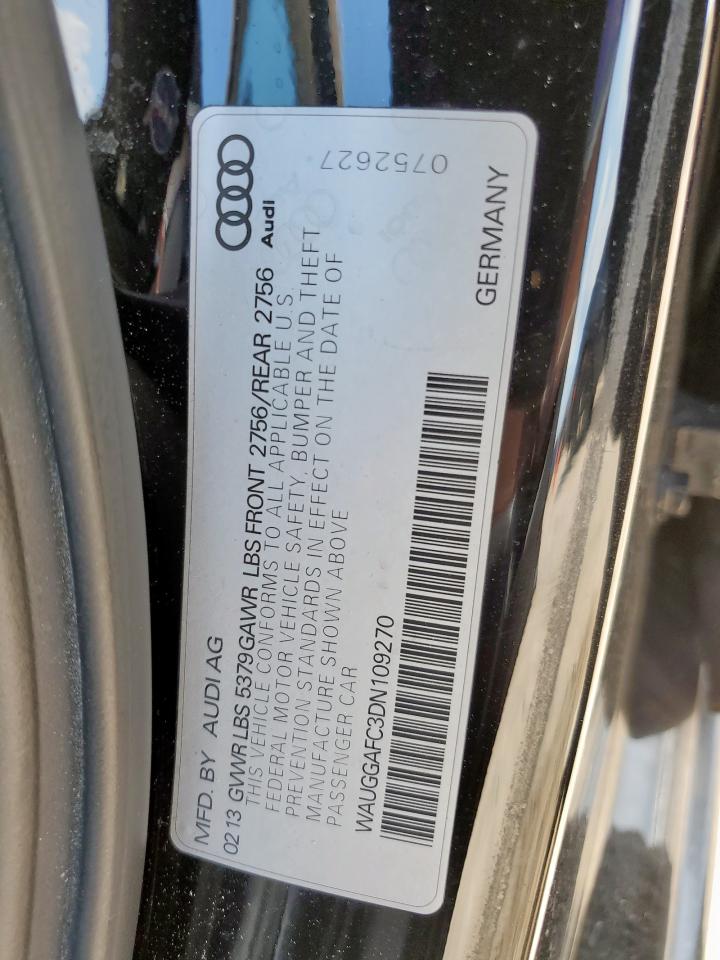 MFD. BY AUDI AG
02 13 GVWR LBS 5379GAWR LBS FRONT 2756/REAR 2756
THIS VEHICLE CONFORMS TO ALL APPLICABLE U.S.
FEDERAL MOTOR VEHICLE SAFETY, BUMPER AND THEFT
PREVENTION STANDARDS IN EFFECT ON THE DATE OF
MANUFACTURE SHOWN ABOVE
PASSENGER CAR
WAUGGAFC3DN109270
Audi
0752627
GERMANY